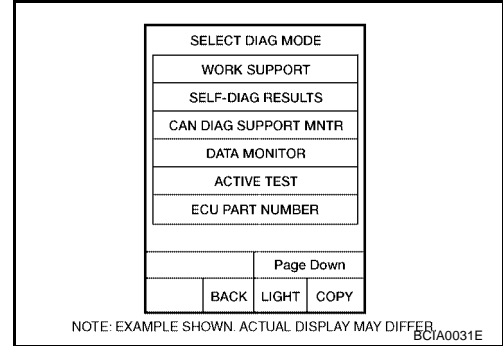 SELECT DIAG MODE
WORK SUPPORT
SELF-DIAG RESULTS
CAN DIAG SUPPORT MNTR
DATA MONITOR
ACTIVE TEST
ECU PART NUMBER
Page Down
BACK LIGHT COPY
NOTE: EXAMPLE SHOWN. ACTUAL DISPLAY MAY DIFFER.
BCIA0031E